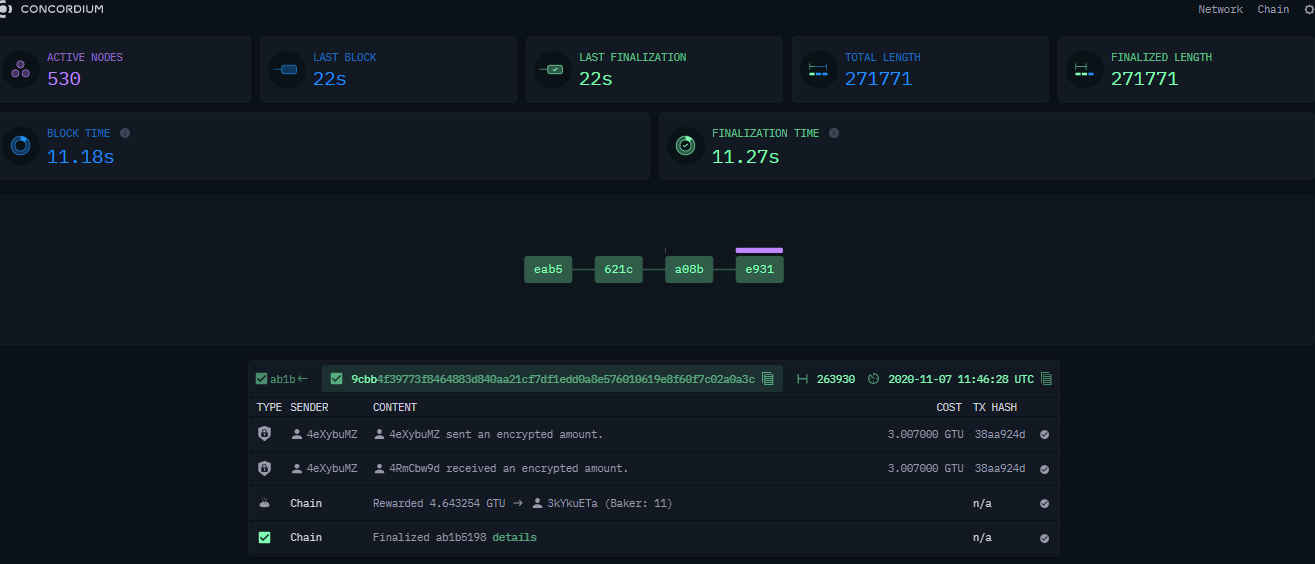 CONCORDIUM Network Chain
ACTIVE NODES LAST BLOCK LAST FINALIZATION TOTAL LENGTH FINALIZED LENGTH
530 22s 22s 271771 271771
BLOCK TIME FINALIZATION TIME
11.18s 11.27s
eab5 621c a08b e931
ab1b← 9cbb4f39773f8464883d840aa21cf7df1edd0a8e576010619e8f60f7c02a0a3c 263930 2020-11-07 11:46:28 UTC
TYPE SENDER CONTENT COST TX HASH
4eXybuMZ 4eXybuMZ sent an encrypted amount. 3.007000 GTU 38aa924d
4eXybuMZ 4RmCbw9d received an encrypted amount. 3.007000 GTU 38aa924d
Chain Rewarded 4.643254 GTU → 3kYkuETa (Baker: 11) n/a
Chain Finalized ab1b5198 details n/a